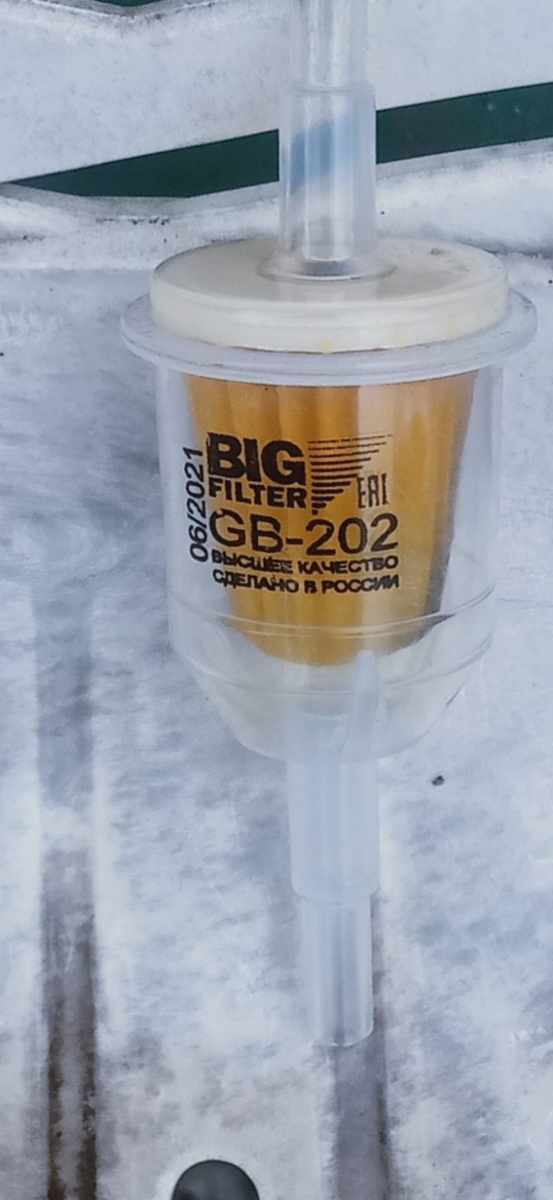 BIG
FILTER
EAC
GB-202
ВЫСШЕЕ КАЧЕСТВО
СДЕЛАНО В РОССИИ
06/2021